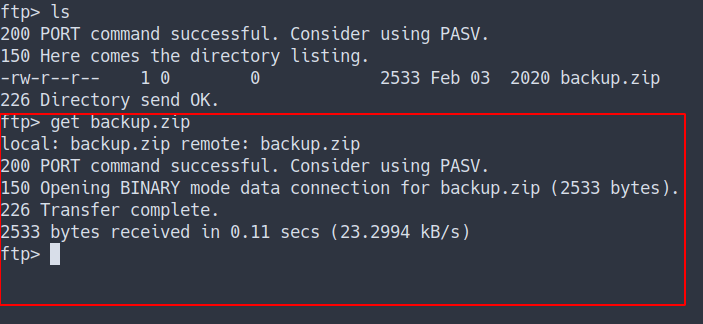 ftp> ls
200 PORT command successful. Consider using PASV.
150 Here comes the directory listing.
-rw-r--r--    1 0        0            2533 Feb 03  2020 backup.zip
226 Directory send OK.
ftp> get backup.zip
local: backup.zip remote: backup.zip
200 PORT command successful. Consider using PASV.
150 Opening BINARY mode data connection for backup.zip (2533 bytes).
226 Transfer complete.
2533 bytes received in 0.11 secs (23.2994 kB/s)
ftp>